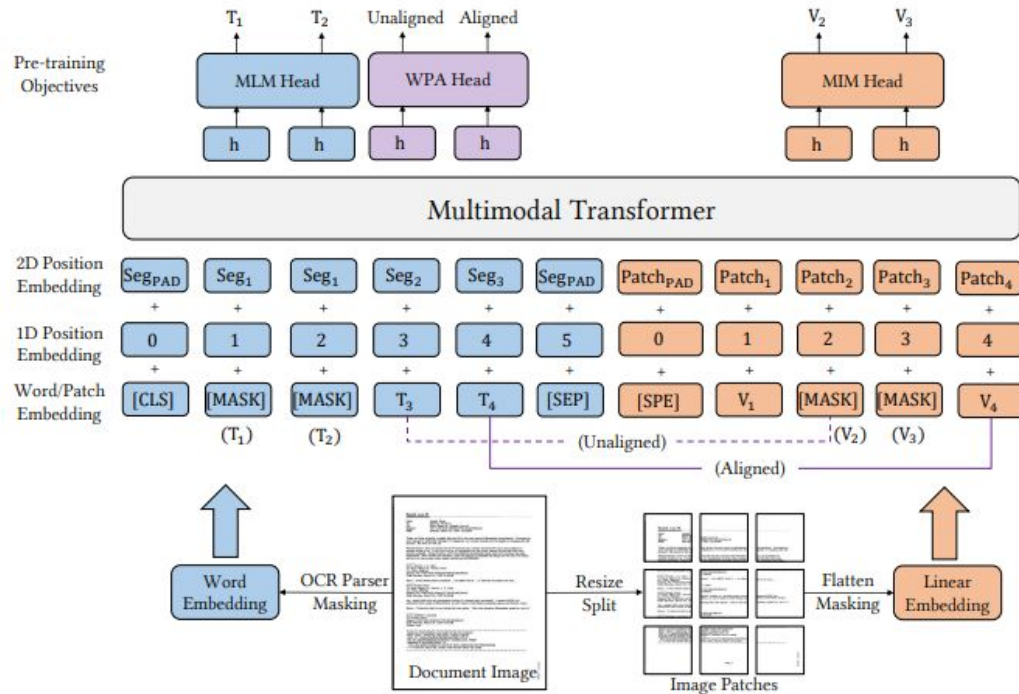 T₁ T₂ Unaligned Aligned V₂ V₃
Pre-training
Objectives
MLM Head WPA Head MIM Head
h h h h h h
Multimodal Transformer
2D Position
Embedding
Seg_PAD Seg₁ Seg₁ Seg₂ Seg₃ Seg_PAD Patch_PAD Patch₁ Patch₂ Patch₃ Patch₄
+ + + + + + + + + + +
1D Position
Embedding
0 1 2 3 4 5 0 1 2 3 4
+ + + + + + + + + + +
Word/Patch
Embedding
[CLS] [MASK] [MASK] T₃ T₄ [SEP] [SPE] V₁ [MASK] [MASK] V₄
(T₁) (T₂) (Unaligned) (V₂) (V₃)
(Aligned)
Word
Embedding
OCR Parser
Masking
Document Image
Resize
Split
Image Patches
Flatten
Masking
Linear
Embedding